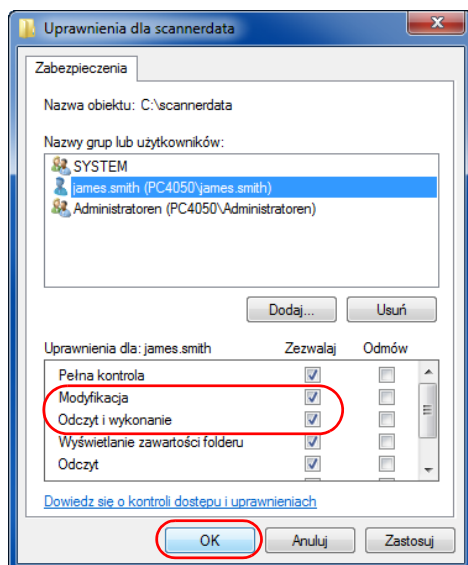 Uprawnienia dla scannerdata
Zabezpieczenia
Nazwa obiektu: C:\scannerdata
Nazwy grup lub użytkowników:
SYSTEM
james.smith (PC4050\james.smith)
Administratoren (PC4050\Administratoren)
Dodaj... Usuń
Uprawnienia dla: james.smith Zezwalaj Odmów
Pełna kontrola
Modyfikacja
Odczyt i wykonanie
Wyświetlanie zawartości folderu
Odczyt
Dowiedz się o kontroli dostępu i uprawnieniach
OK Anuluj Zastosuj